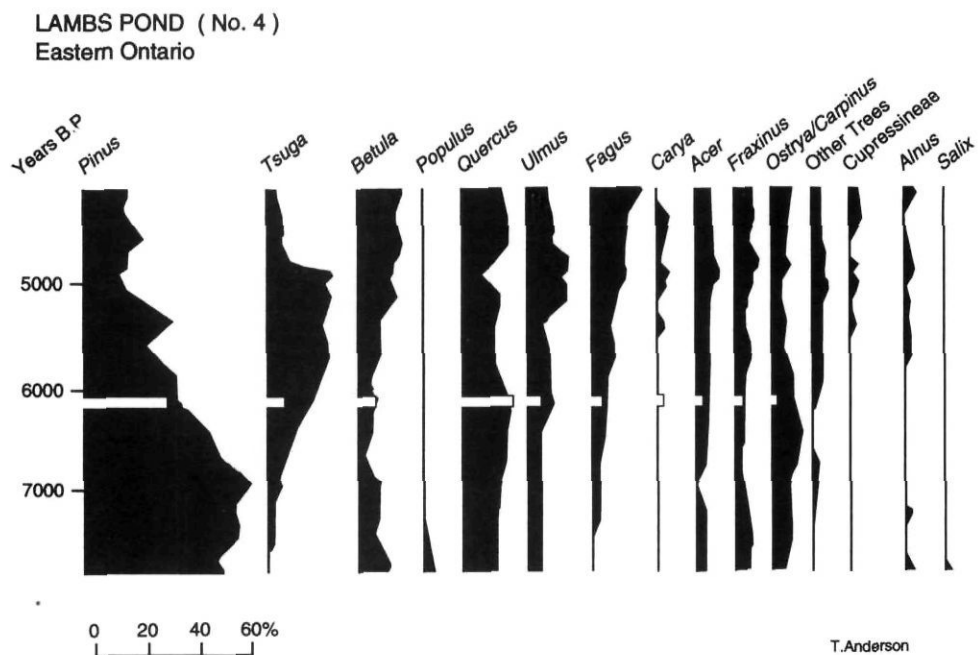 LAMBS POND ( No. 4 )
Eastern Ontario
Years B.P
Pinus
Tsuga
Betula
Populus
Quercus
Ulmus
Fagus
Carya
Acer
Fraxinus
Ostrya/Carpinus
Other Trees
Cupressineae
Alnus
Salix
5000
6000
7000
0 20 40 60%
T.Anderson